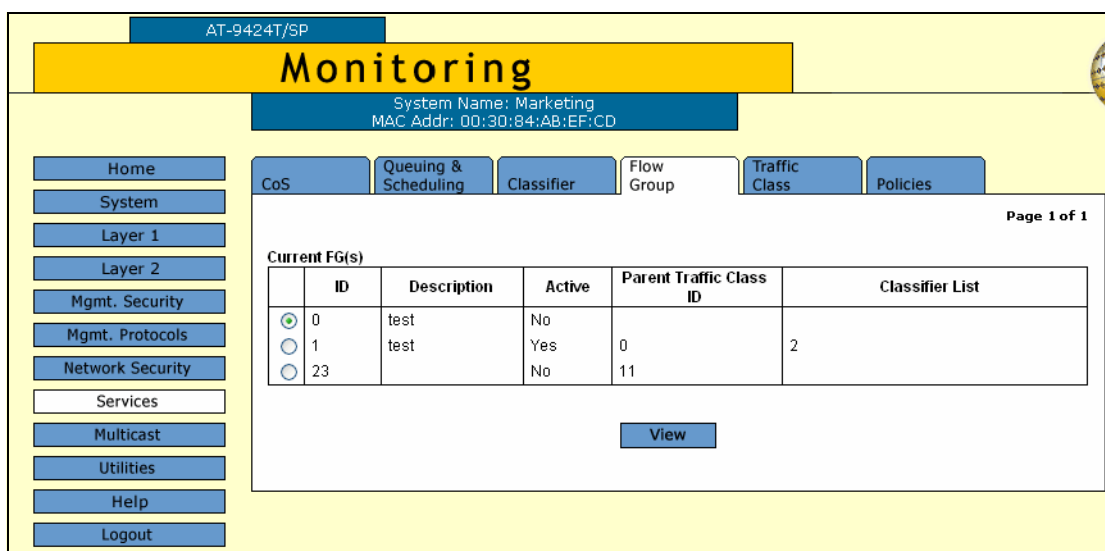 AT-9424T/SP
Monitoring
System Name: Marketing
MAC Addr: 00:30:84:AB:EF:CD
Home
System
Layer 1
Layer 2
Mgmt. Security
Mgmt. Protocols
Network Security
Services
Multicast
Utilities
Help
Logout
CoS
Queuing &
Scheduling
Classifier
Flow
Group
Traffic
Class
Policies
Page 1 of 1
Current FG(s)
ID Description Active Parent Traffic Class ID Classifier List
0 test No
1 test Yes 0 2
23 No 11
View